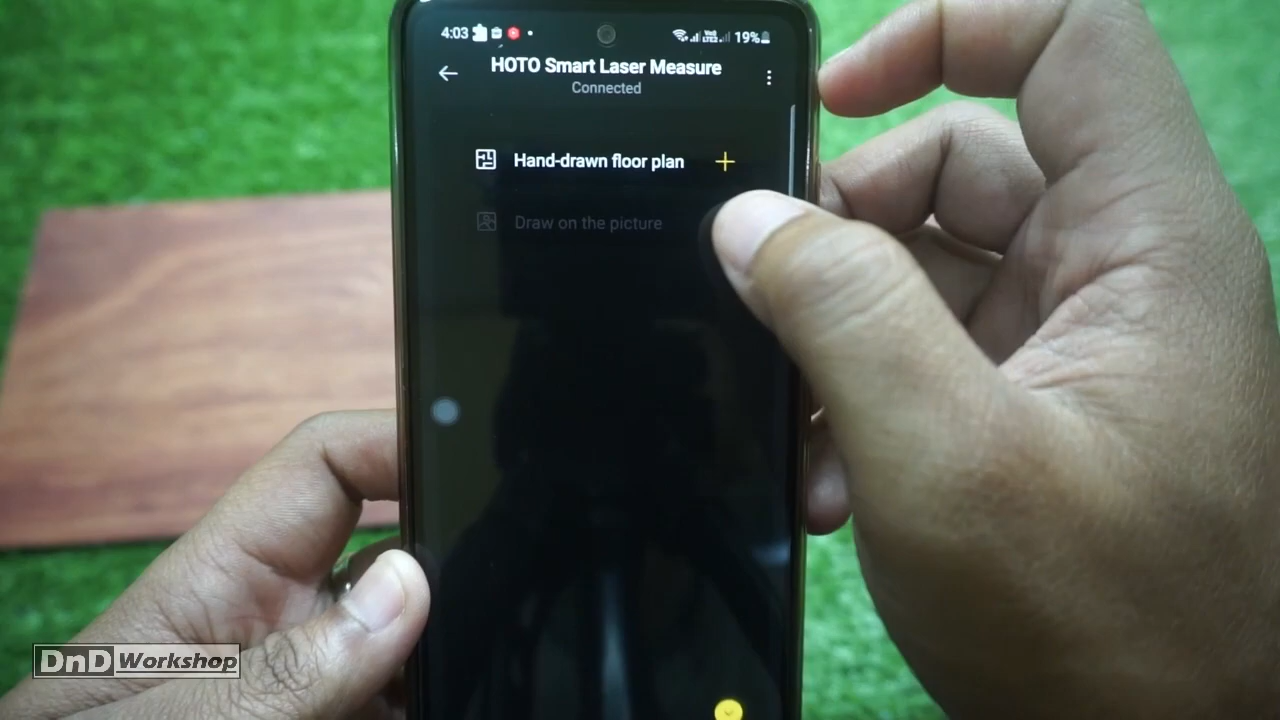 4:03 19%
HOTO Smart Laser Measure
Connected
Hand-drawn floor plan
Draw on the picture
DnD Workshop